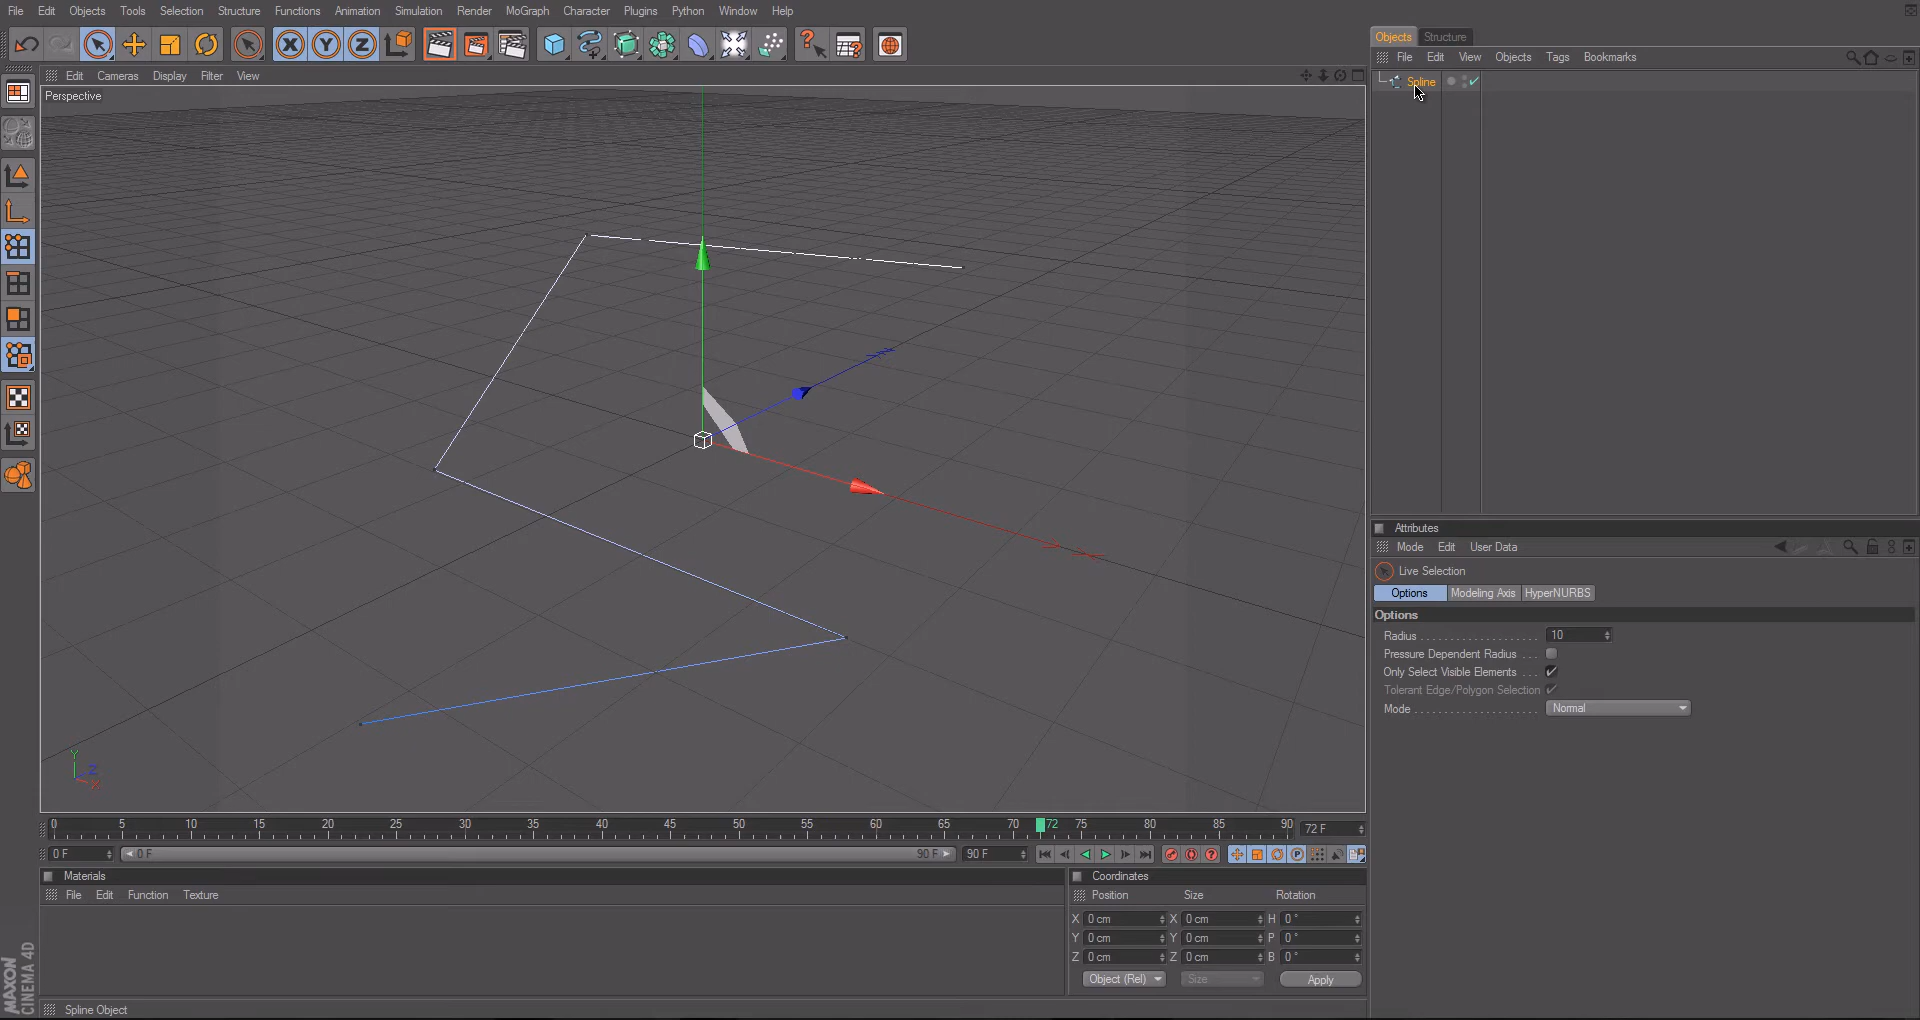 File Edit Objects Tools Selection Structure Functions Animation Simulation Render MoGraph Character Plugins Python Window Help
Objects Structure
File Edit View Objects Tags Bookmarks
Spline
Edit Cameras Display Filter View
Perspective
X Y Z
Y
Z
X
Attributes
Mode Edit User Data
Live Selection
Options Modeling Axis HyperNURBS
Options
Radius 10
Pressure Dependent Radius
Only Select Visible Elements
Tolerant Edge/Polygon Selection
Mode Normal
0 5 10 15 20 25 30 35 40 45 50 55 60 65 70 72 75 80 85 90 72 F
0 F 0 F 90 F 90 F
Materials
File Edit Function Texture
Coordinates
Position Size Rotation
X 0 cm X 0 cm H 0 °
Y 0 cm Y 0 cm P 0 °
Z 0 cm Z 0 cm B 0 °
Object (Rel) Size Apply
MAXON
CINEMA 4D
Spline Object